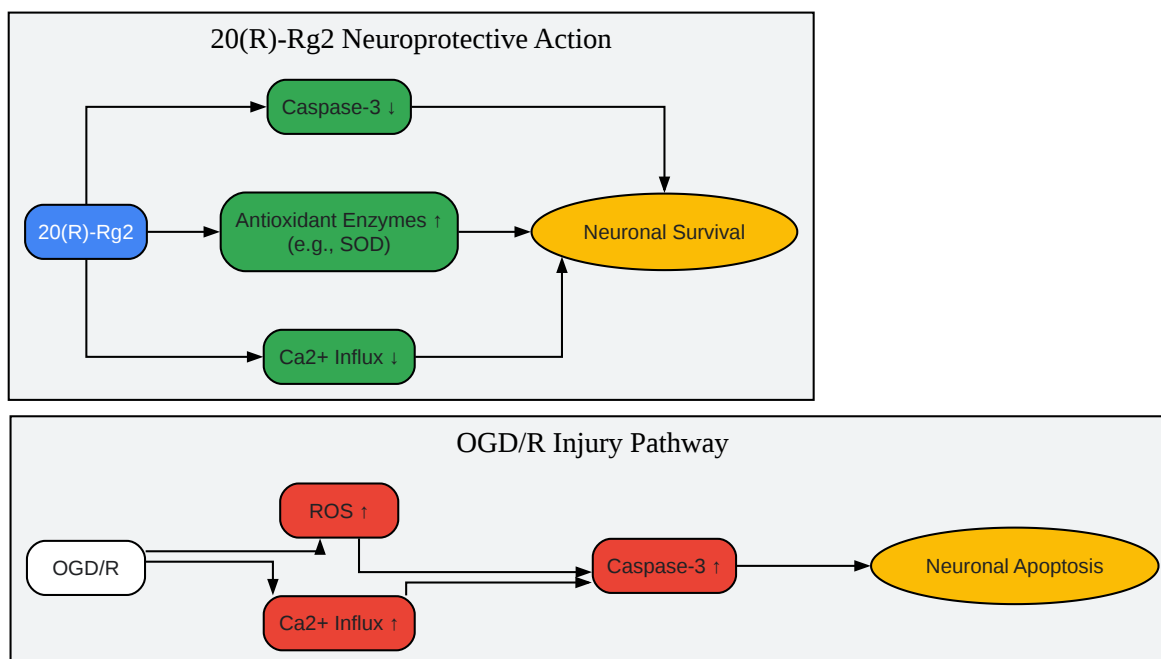 20(R)-Rg2 Neuroprotective Action
Caspase-3 ↓
20(R)-Rg2
Antioxidant Enzymes ↑
(e.g., SOD)
Neuronal Survival
Ca2+ Influx ↓
OGD/R Injury Pathway
ROS ↑
OGD/R
Caspase-3 ↑
Neuronal Apoptosis
Ca2+ Influx ↑